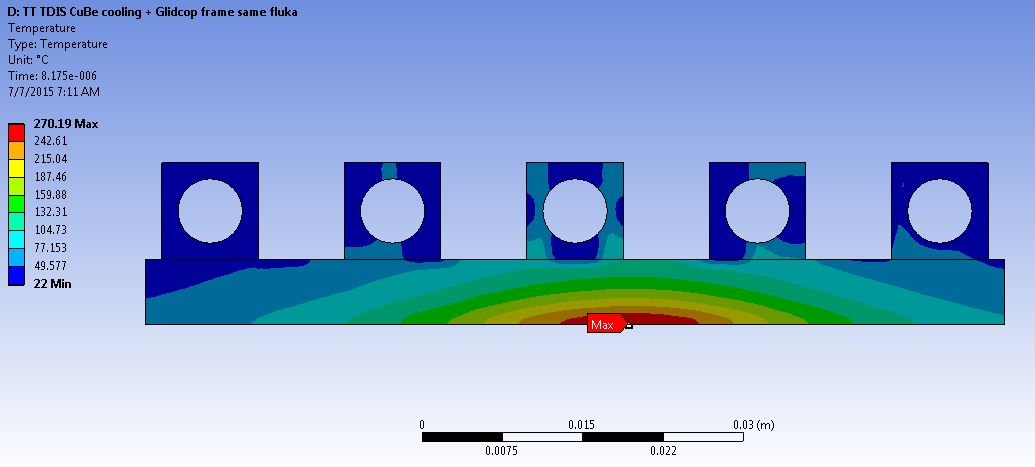 D: TT TDIS CuBe cooling + Glidcop frame same fluka
Temperature
Type: Temperature
Unit: °C
Time: 8.175e-006
7/7/2015 7:11 AM
270.19 Max
242.61
215.04
187.46
159.88
132.31
104.73
77.153
49.577
22 Min
Max
0 0.015 0.03 (m)
0.0075 0.022